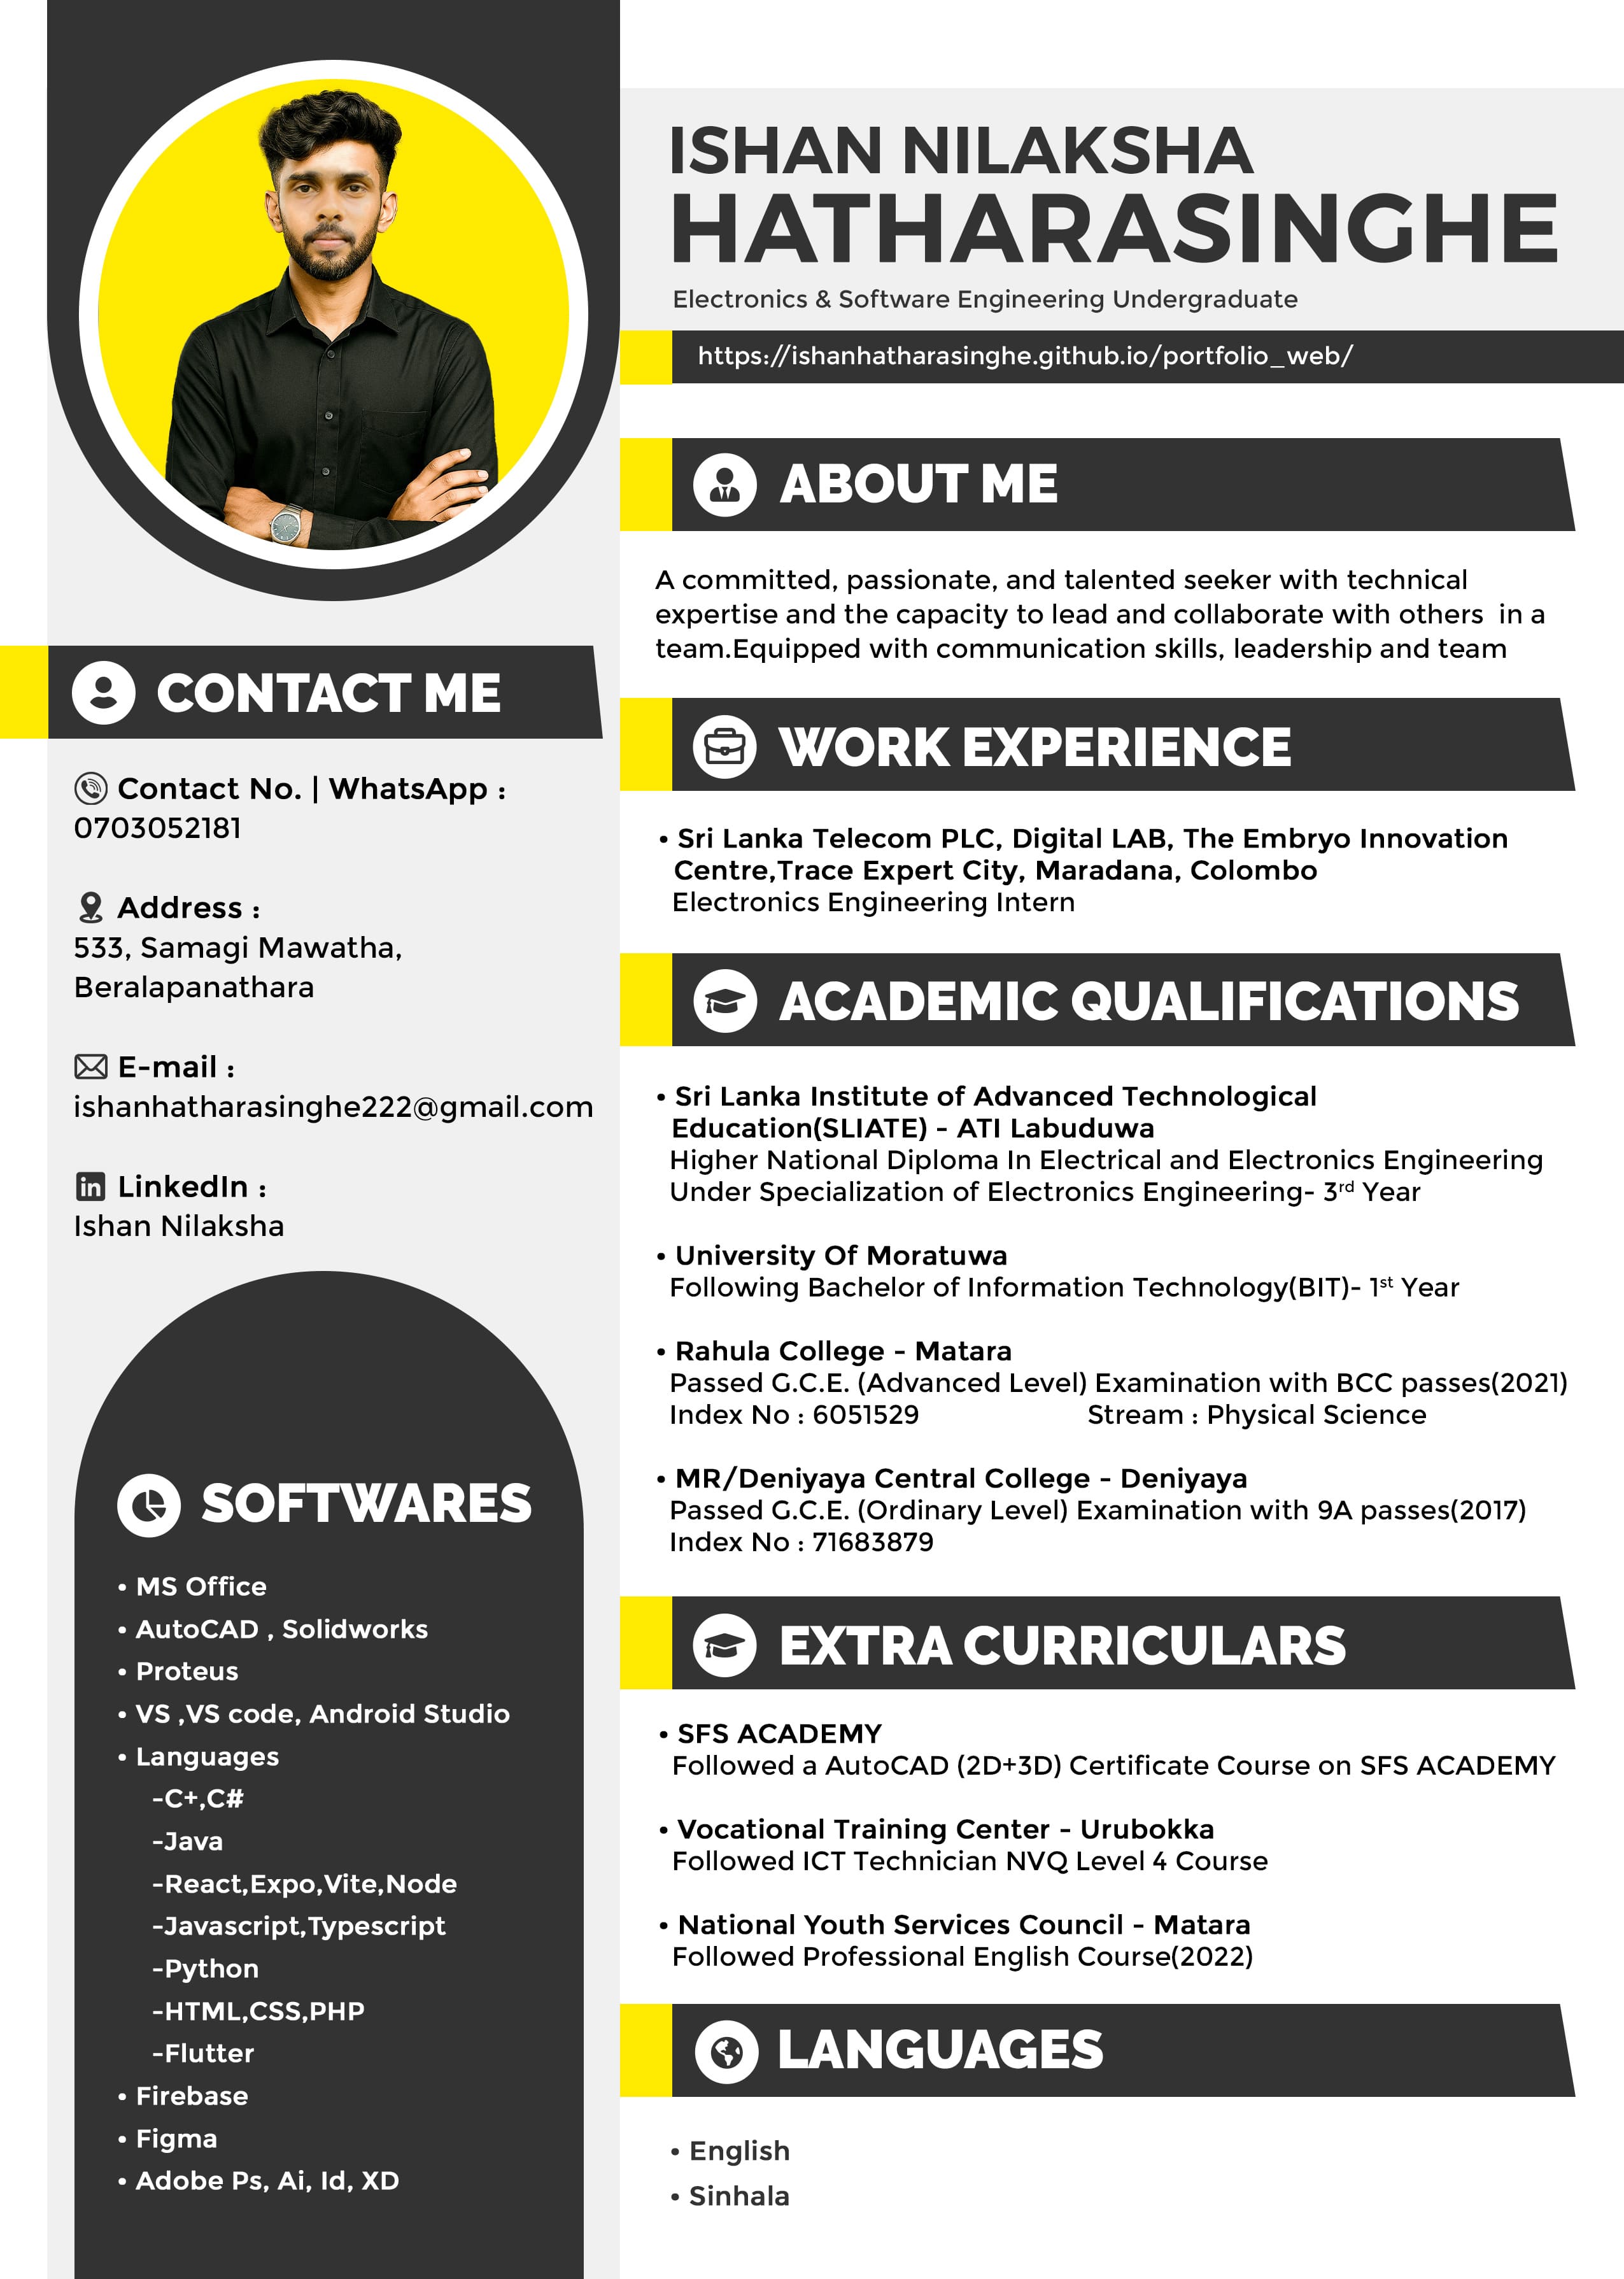 ISHAN NILAKSHA
HATHARASINGHE
Electronics & Software Engineering Undergraduate
https://ishanhatharasinghe.github.io/portfolio_web/
CONTACT ME
Contact No. | WhatsApp :
0703052181
Address :
533, Samagi Mawatha,
Beralapanathara
E-mail :
ishanhatharasinghe222@gmail.com
in LinkedIn :
Ishan Nilaksha
SOFTWARES
• MS Office
• AutoCAD , Solidworks
• Proteus
• VS ,VS code, Android Studio
• Languages
-C+,C#
-Java
-React,Expo,Vite,Node
-Javascript,Typescript
-Python
-HTML,CSS,PHP
-Flutter
• Firebase
• Figma
• Adobe Ps, Ai, Id, XD
ABOUT ME
A committed, passionate, and talented seeker with technical
expertise and the capacity to lead and collaborate with others  in a
team.Equipped with communication skills, leadership and team
WORK EXPERIENCE
• Sri Lanka Telecom PLC, Digital LAB, The Embryo Innovation
Centre,Trace Expert City, Maradana, Colombo
Electronics Engineering Intern
ACADEMIC QUALIFICATIONS
• Sri Lanka Institute of Advanced Technological
Education(SLIATE) - ATI Labuduwa
Higher National Diploma In Electrical and Electronics Engineering
Under Specialization of Electronics Engineering- 3rd Year
• University Of Moratuwa
Following Bachelor of Information Technology(BIT)- 1st Year
• Rahula College - Matara
Passed G.C.E. (Advanced Level) Examination with BCC passes(2021)
Index No : 6051529 Stream : Physical Science
• MR/Deniyaya Central College - Deniyaya
Passed G.C.E. (Ordinary Level) Examination with 9A passes(2017)
Index No : 71683879
EXTRA CURRICULARS
• SFS ACADEMY
Followed a AutoCAD (2D+3D) Certificate Course on SFS ACADEMY
• Vocational Training Center - Urubokka
Followed ICT Technician NVQ Level 4 Course
• National Youth Services Council - Matara
Followed Professional English Course(2022)
LANGUAGES
• English
• Sinhala